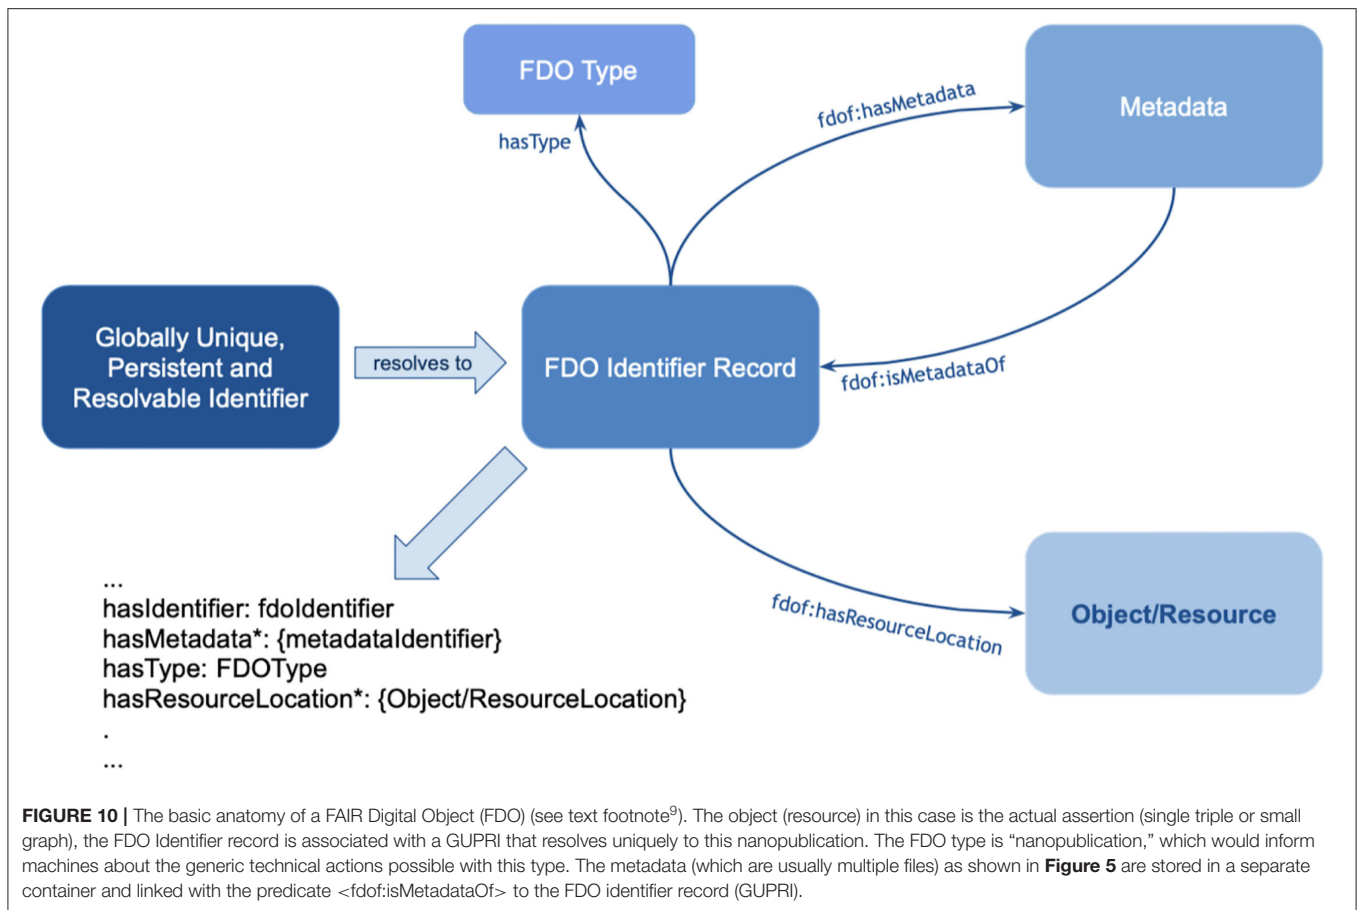 FDO Type
fdof:hasMetadata
Metadata
hasType
Globally Unique,
Persistent and
Resolvable Identifier
resolves to
FDO Identifier Record
fdof:isMetadataOf
fdof:hasResourceLocation
Object/Resource
...
hasIdentifier: fdoIdentifier
hasMetadata*: {metadataIdentifier}
hasType: FDOType
hasResourceLocation*: {Object/ResourceLocation}
.
...
FIGURE 10 | The basic anatomy of a FAIR Digital Object (FDO) (see text footnote9). The object (resource) in this case is the actual assertion (single triple or small
graph), the FDO Identifier record is associated with a GUPRI that resolves uniquely to this nanopublication. The FDO type is “nanopublication,” which would inform
machines about the generic technical actions possible with this type. The metadata (which are usually multiple files) as shown in Figure 5 are stored in a separate
container and linked with the predicate <fdof:isMetadataOf> to the FDO identifier record (GUPRI).